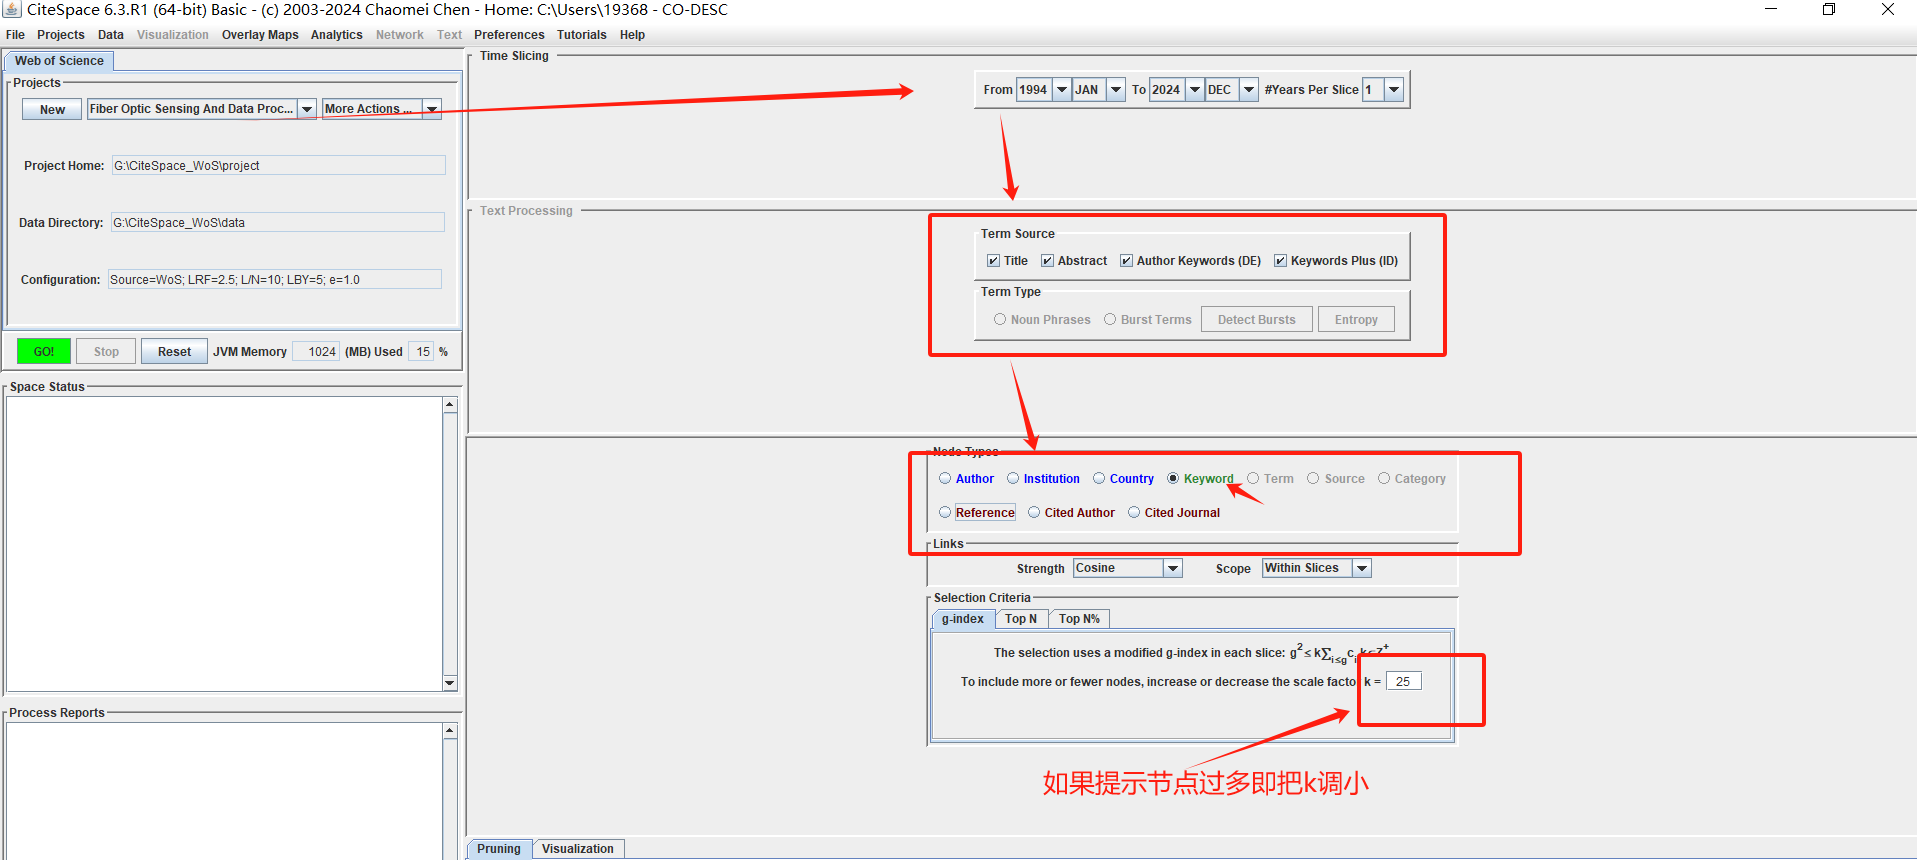 CiteSpace 6.3.R1 (64-bit) Basic - (c) 2003-2024 Chaomei Chen - Home: C:\Users\19368 - CO-DESC
File Projects Data Visualization Overlay Maps Analytics Network Text Preferences Tutorials Help
Web of Science
Projects
New Fiber Optic Sensing And Data Proc... More Actions ...
Project Home: G:\CiteSpace_WoS\project
Data Directory: G:\CiteSpace_WoS\data
Configuration: Source=WoS; LRF=2.5; L/N=10; LBY=5; e=1.0
GO! Stop Reset JVM Memory 1024 (MB) Used 15 %
Space Status
Process Reports
Time Slicing
From 1994 JAN To 2024 DEC #Years Per Slice 1
Text Processing
Term Source
Title Abstract Author Keywords (DE) Keywords Plus (ID)
Term Type
Noun Phrases Burst Terms Detect Bursts Entropy
Node Types
Author Institution Country Keyword Term Source Category
Reference Cited Author Cited Journal
Links
Strength Cosine Scope Within Slices
Selection Criteria
g-index Top N Top N%
The selection uses a modified g-index in each slice: g² ≤ k∑i≤g ci, k∈Z⁺
To include more or fewer nodes, increase or decrease the scale factor k = 25
如果提示节点过多即把k调小
Pruning Visualization